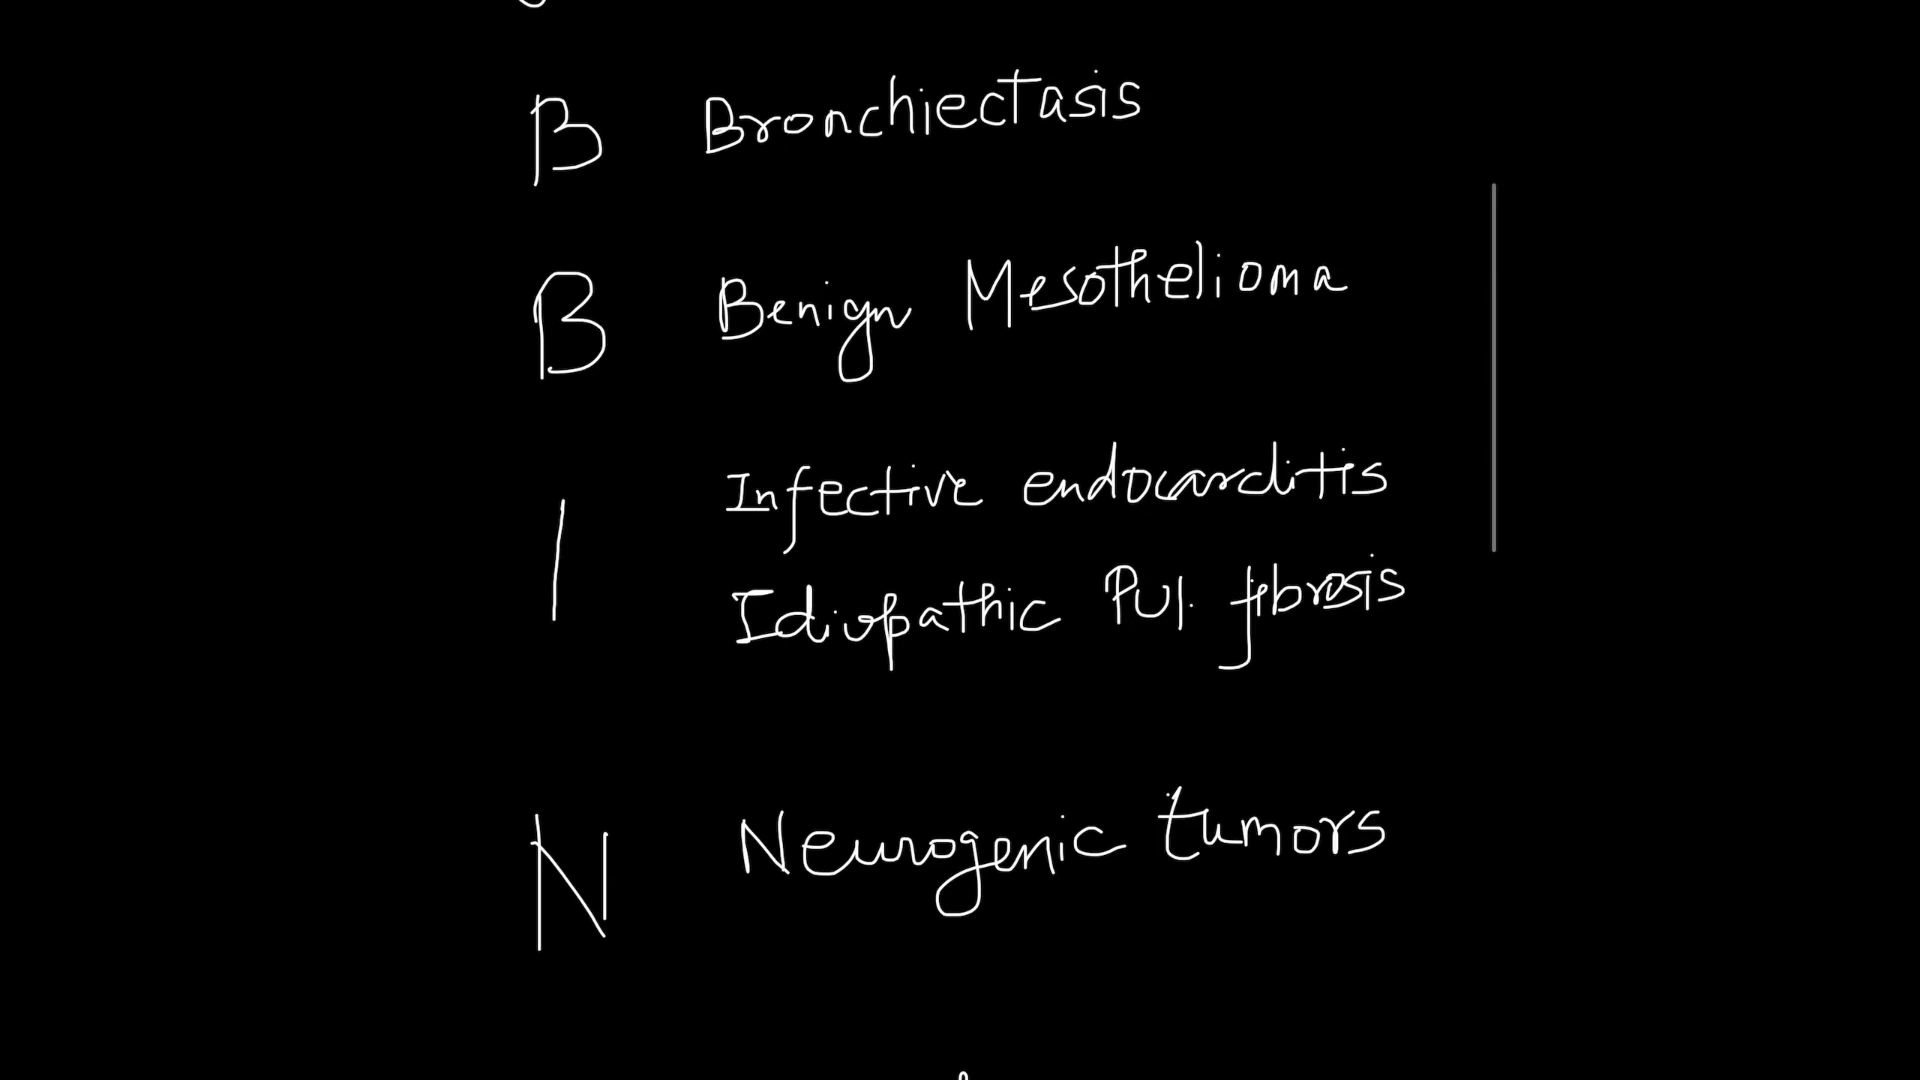 B Bronchiectasis
B Benign Mesothelioma
I Infective endocarditis
Idiopathic Pul. fibrosis
N Neurogenic tumors